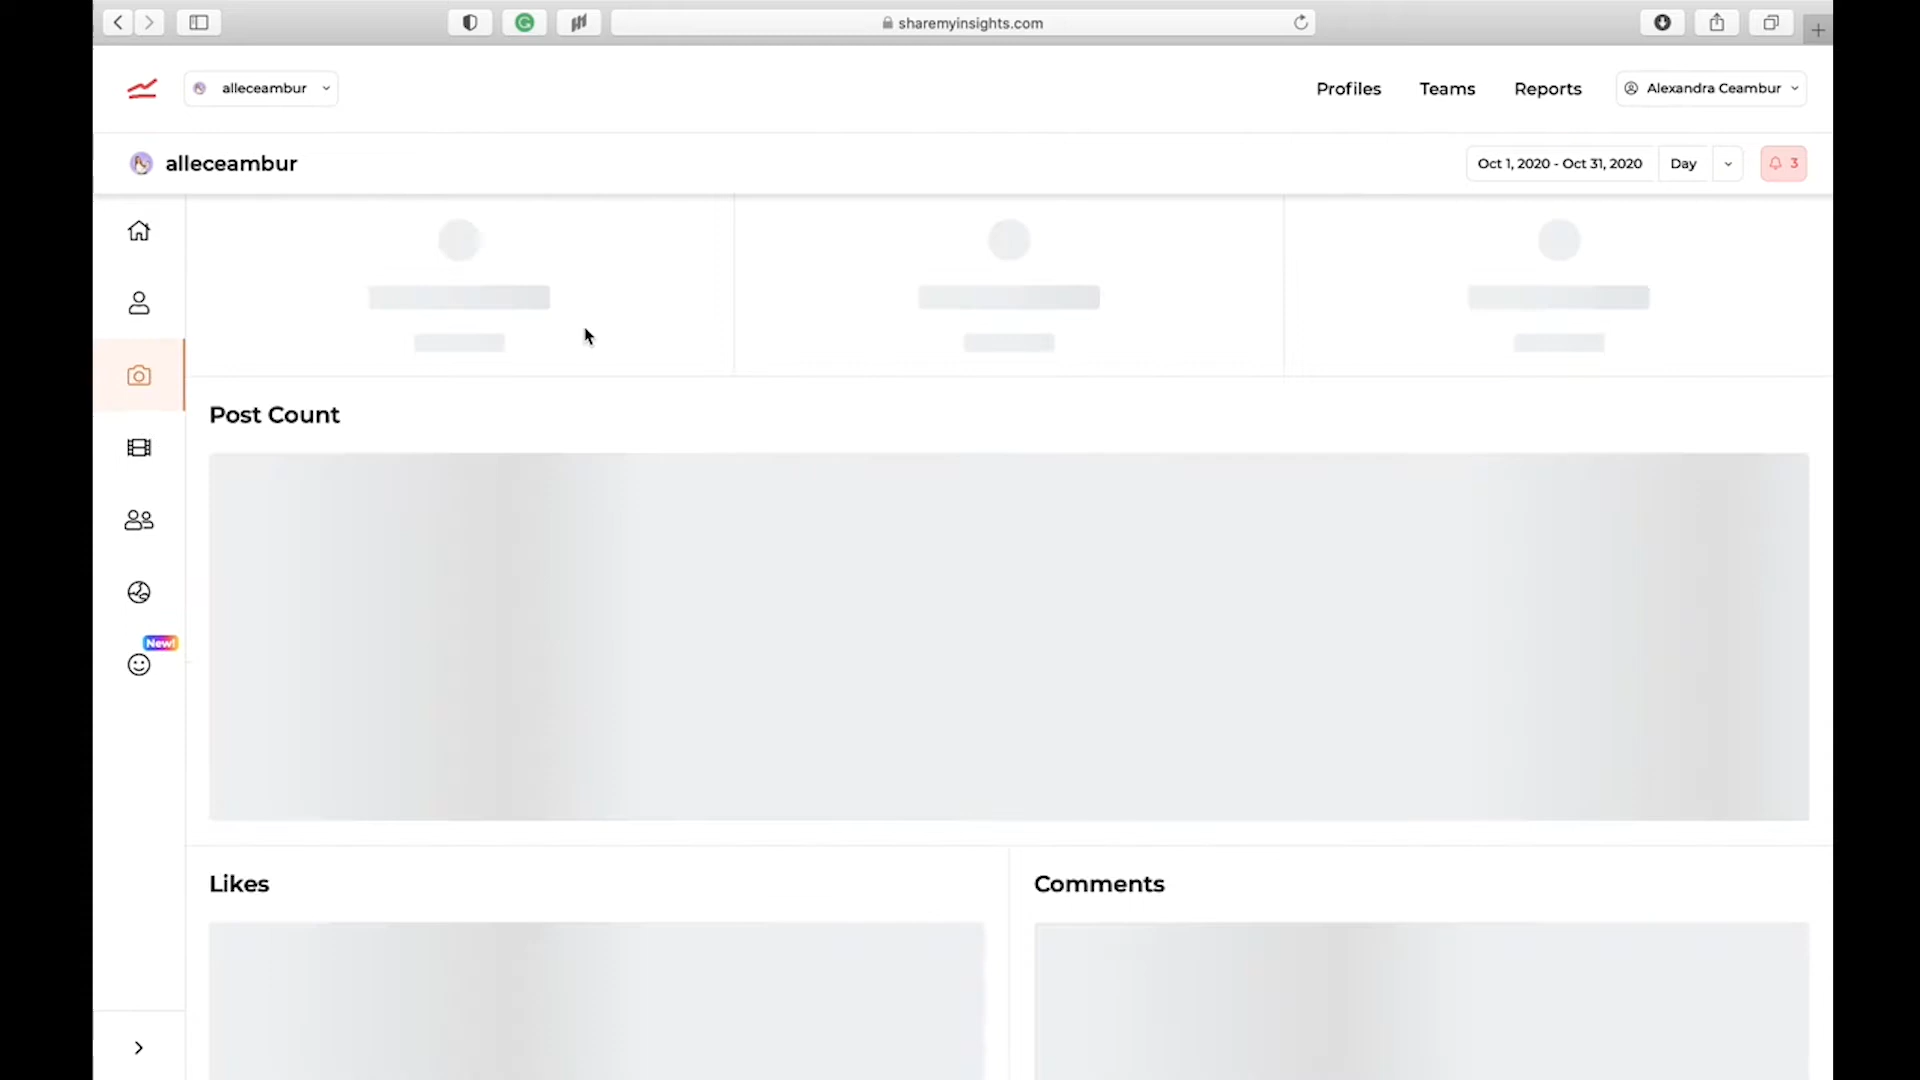 sharemyinsights.com
alleceambur
Profiles
Teams
Reports
Alexandra Ceambur
alleceambur
Oct 1, 2020 - Oct 31, 2020
Day
3
New!
Post Count
Likes
Comments